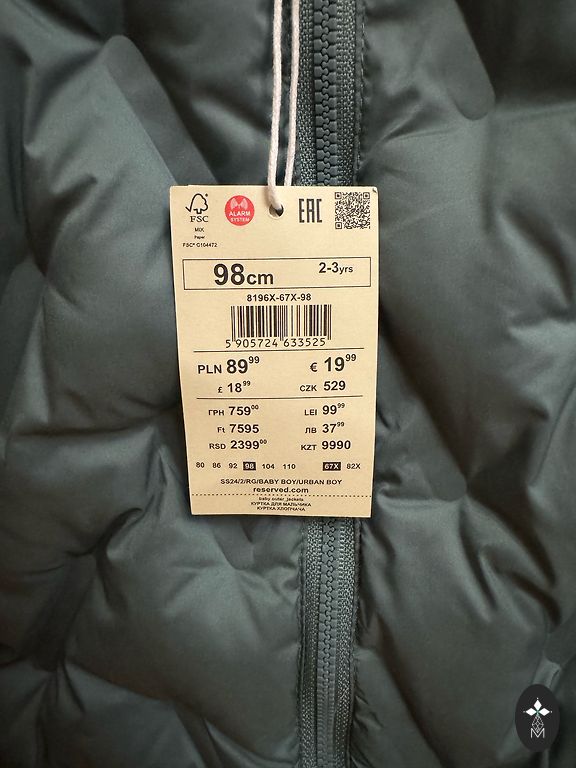 FSC
MIX
Paper
FSC® C104472
ALARM
SYSTEM
EAC
98cm 2-3yrs
8196X-67X-98
5 905724 633525
PLN 89⁹⁹ € 19⁹⁹
£ 18⁹⁹ CZK 529
ГРН 759⁰⁰ LEI 99⁹⁹
Ft 7595 ЛВ 37⁹⁹
RSD 2399⁰⁰ KZT 9990
80 86 92 98 104 110 67X 82X
SS24/2/RG/BABY BOY/URBAN BOY
reserved.com
baby outer_jackets
КУРТКА ДЛЯ МАЛЬЧИКА
КУРТКА ХЛОПЧАЧА
M